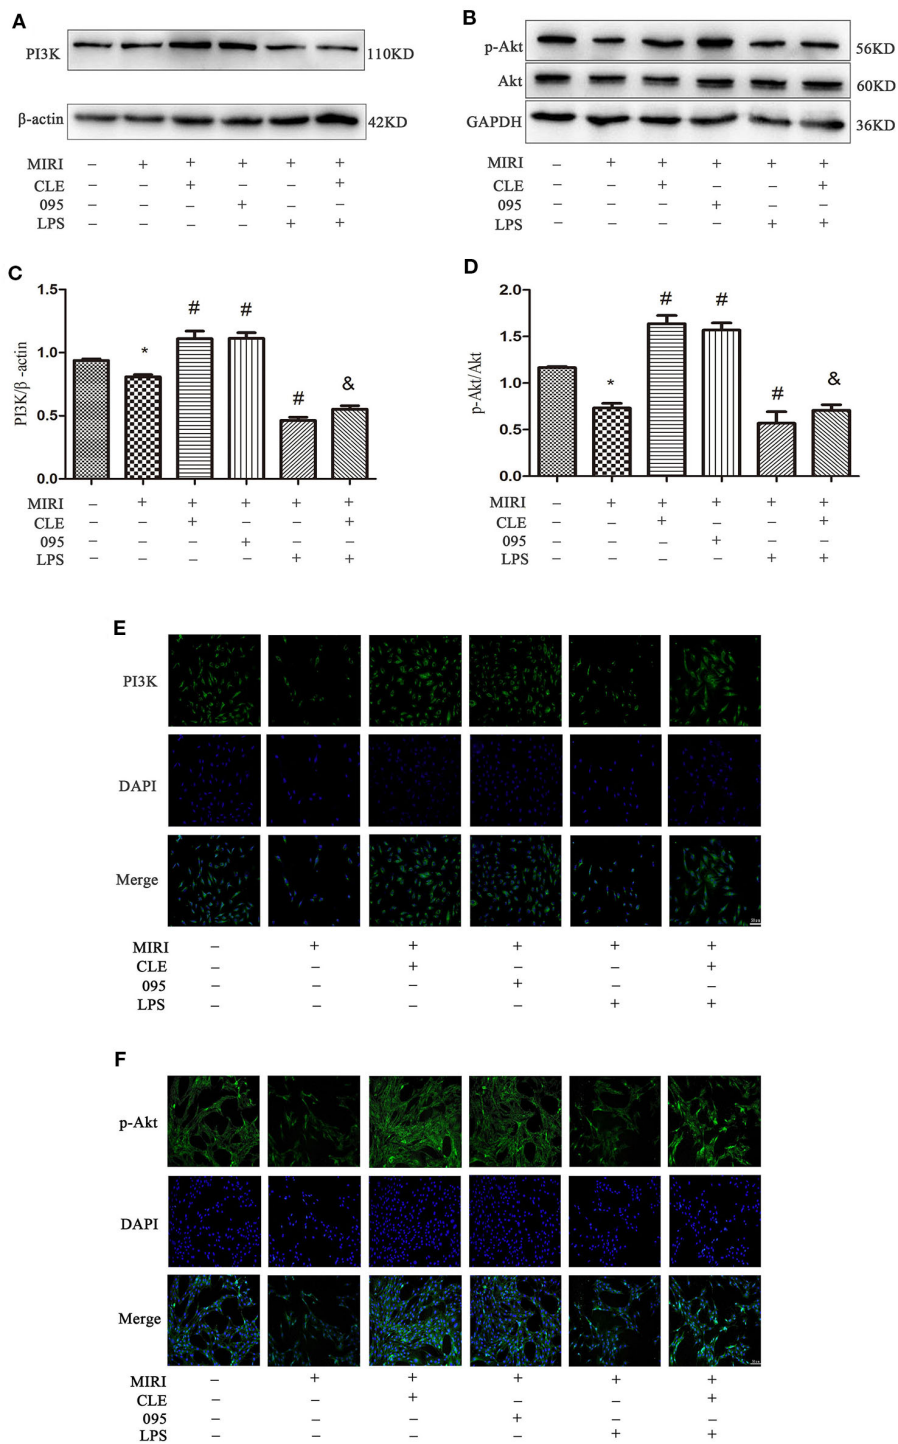 A
PI3K
110KD
β-actin
42KD
MIRI – + + + + +
CLE – – + – – +
095 – – – + – –
LPS – – – – + +
B
p-Akt
56KD
Akt
60KD
GAPDH
36KD
MIRI – + + + + +
CLE – – + – – +
095 – – – + – –
LPS – – – – + +
C
PI3K/β -actin
1.5
1.0
0.5
0.0
* # # # &
MIRI – + + + + +
CLE – – + – – +
095 – – – + – –
LPS – – – – + +
D
p-Akt/Akt
2.0
1.5
1.0
0.5
0.0
* # # # &
MIRI – + + + + +
CLE – – + – – +
095 – – – + – –
LPS – – – – + +
E
PI3K
DAPI
Merge
MIRI – + + + + +
CLE – – + – – +
095 – – – + – –
LPS – – – – + +
F
p-Akt
DAPI
Merge
MIRI – + + + + +
CLE – – + – – +
095 – – – + – –
LPS – – – – + +